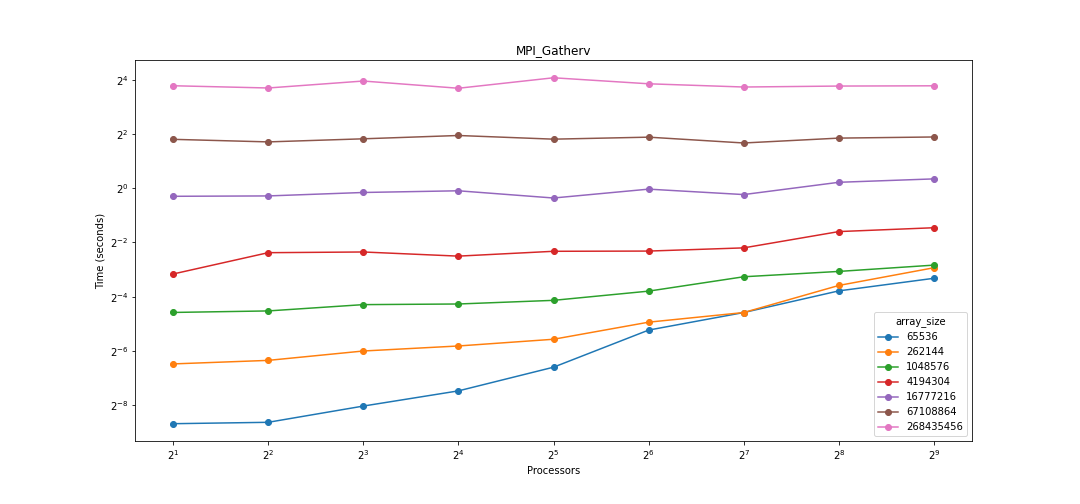 MPI_Gatherv
Time (seconds)
2^4
2^2
2^0
2^−2
2^−4
2^−6
2^−8
array_size
65536
262144
1048576
4194304
16777216
67108864
268435456
2^1 2^2 2^3 2^4 2^5 2^6 2^7 2^8 2^9
Processors